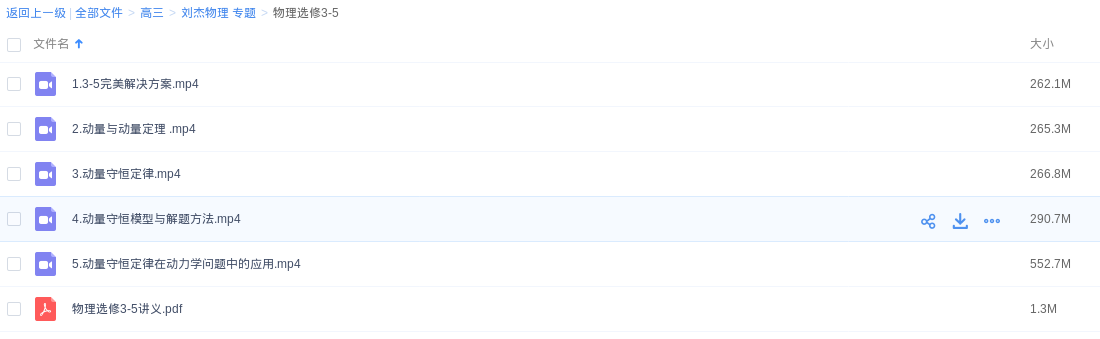 返回上一级 | 全部文件 > 高三 > 刘杰物理 专题 > 物理选修3-5
文件名 大小
1.3-5完美解决方案.mp4 262.1M
2.动量与动量定理 .mp4 265.3M
3.动量守恒定律.mp4 266.8M
4.动量守恒模型与解题方法.mp4 290.7M
5.动量守恒定律在动力学问题中的应用.mp4 552.7M
物理选修3-5讲义.pdf 1.3M